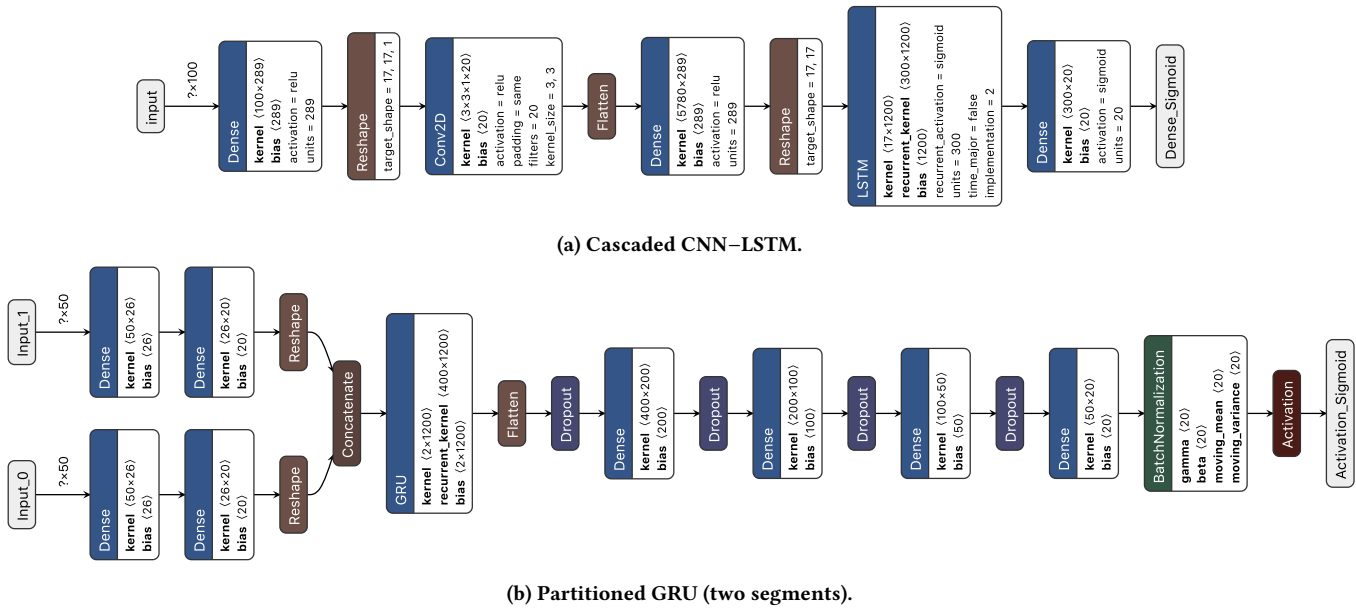 input
?×100
Dense
kernel ⟨100×289⟩
bias ⟨289⟩
activation = relu
units = 289
Reshape
target_shape = 17, 17, 1
Conv2D
kernel ⟨3×3×1×20⟩
bias ⟨20⟩
activation = relu
padding = same
filters = 20
kernel_size = 3, 3
Flatten
Dense
kernel ⟨5780×289⟩
bias ⟨289⟩
activation = relu
units = 289
Reshape
target_shape = 17, 17
LSTM
kernel ⟨17×1200⟩
recurrent_kernel ⟨300×1200⟩
bias ⟨1200⟩
recurrent_activation = sigmoid
units = 300
time_major = false
implementation = 2
Dense
kernel ⟨300×20⟩
bias ⟨20⟩
activation = sigmoid
units = 20
Dense_Sigmoid
(a) Cascaded CNN–LSTM.
Input_1
?×50
Dense
kernel ⟨50×26⟩
bias ⟨26⟩
Dense
kernel ⟨26×20⟩
bias ⟨20⟩
Reshape
Input_0
?×50
Dense
kernel ⟨50×26⟩
bias ⟨26⟩
Dense
kernel ⟨26×20⟩
bias ⟨20⟩
Reshape
Concatenate
GRU
kernel ⟨2×1200⟩
recurrent_kernel ⟨400×1200⟩
bias ⟨2×1200⟩
Flatten
Dropout
Dense
kernel ⟨400×200⟩
bias ⟨200⟩
Dropout
Dense
kernel ⟨200×100⟩
bias ⟨100⟩
Dropout
Dense
kernel ⟨100×50⟩
bias ⟨50⟩
Dropout
Dense
kernel ⟨50×20⟩
bias ⟨20⟩
BatchNormalization
gamma ⟨20⟩
beta ⟨20⟩
moving_mean ⟨20⟩
moving_variance ⟨20⟩
Activation
Activation_Sigmoid
(b) Partitioned GRU (two segments).